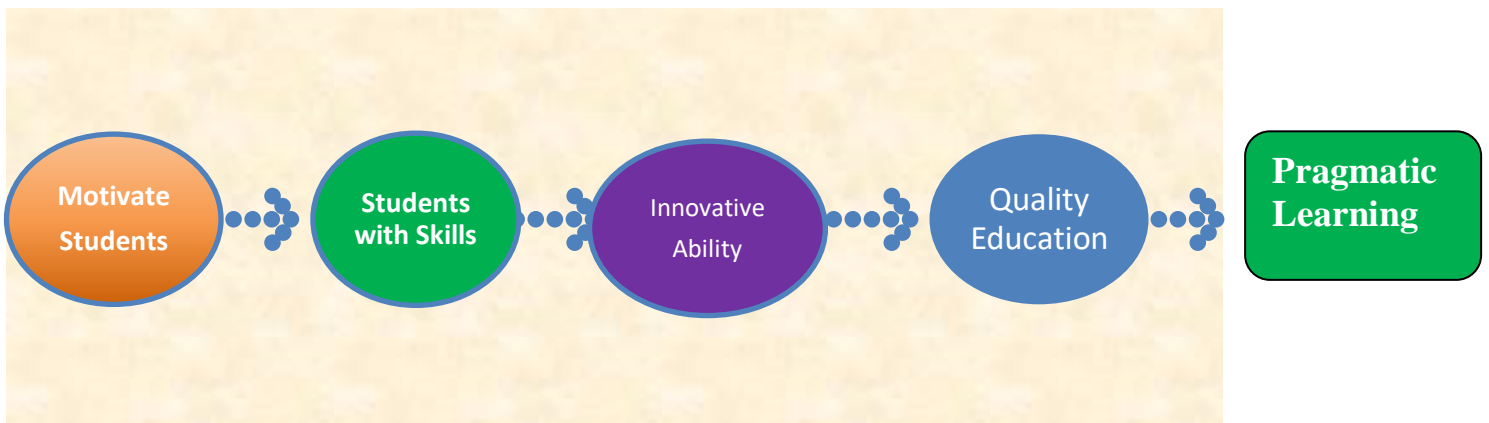 Motivate
Students
Students
with Skills
Innovative
Ability
Quality
Education
Pragmatic
Learning